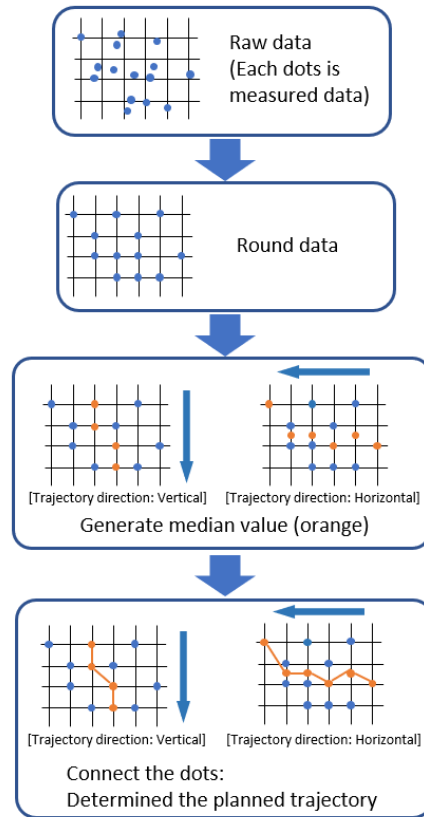 Raw data
(Each dots is
measured data)
Round data
[Trajectory direction: Vertical]
[Trajectory direction: Horizontal]
Generate median value (orange)
[Trajectory direction: Vertical]
[Trajectory direction: Horizontal]
Connect the dots:
Determined the planned trajectory